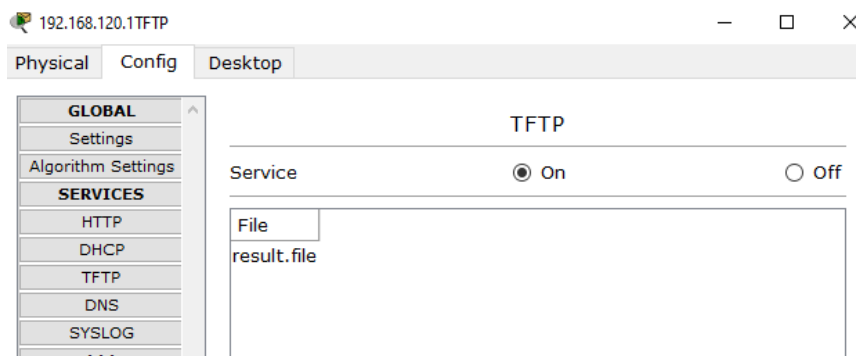 192.168.120.1TFTP
Physical Config Desktop
GLOBAL
Settings
Algorithm Settings
SERVICES
HTTP
DHCP
TFTP
DNS
SYSLOG
TFTP
Service On Off
File
result.file